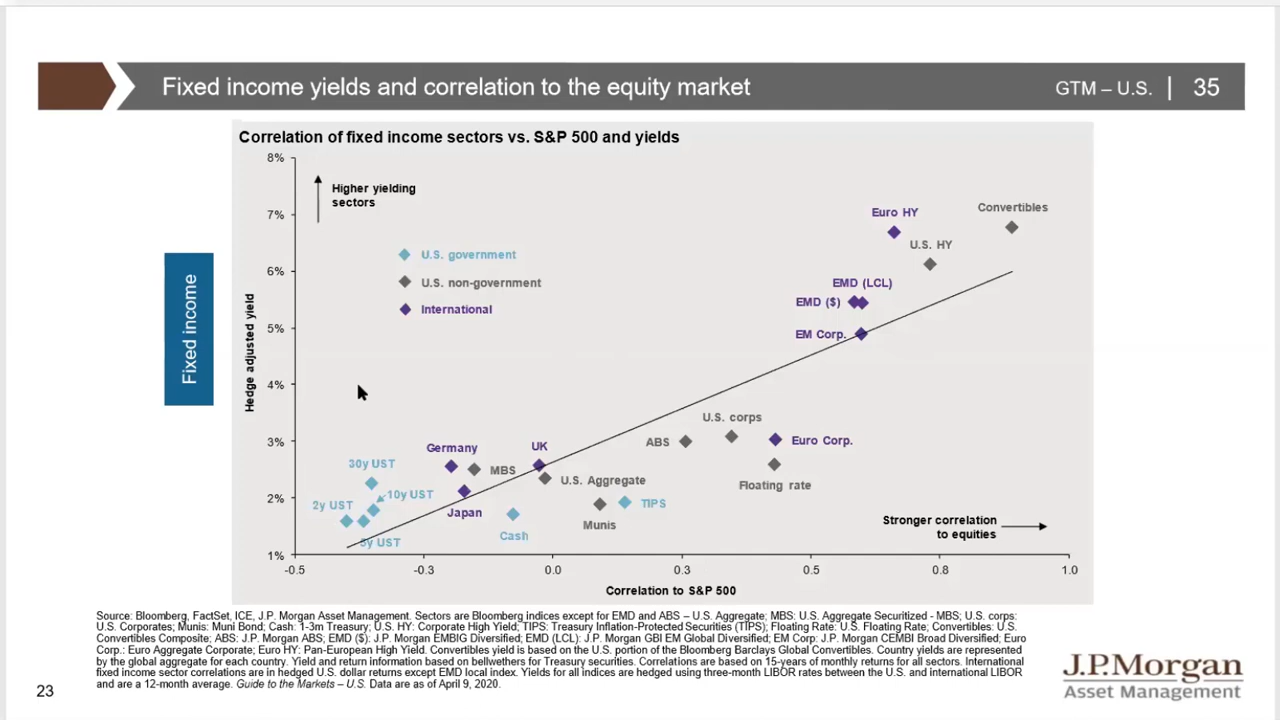 Fixed income yields and correlation to the equity market
GTM – U.S. | 35
Correlation of fixed income sectors vs. S&P 500 and yields
8%
7%
6%
5%
4%
3%
2%
1%
Hedge adjusted yield
Higher yielding
sectors
U.S. government
U.S. non-government
International
Fixed income
Euro HY
Convertibles
U.S. HY
EMD (LCL)
EMD ($)
EM Corp.
U.S. corps
ABS
Euro Corp.
Floating rate
Germany
UK
MBS
U.S. Aggregate
30y UST
10y UST
2y UST
5y UST
Japan
Cash
Munis
TIPS
Stronger correlation
to equities
-0.5
-0.3
0.0
0.3
0.5
0.8
1.0
Correlation to S&P 500
Source: Bloomberg, FactSet, ICE, J.P. Morgan Asset Management. Sectors are Bloomberg indices except for EMD and ABS – U.S. Aggregate; MBS: U.S. Aggregate Securitized - MBS; U.S. corps:
U.S. Corporates; Munis: Muni Bond; Cash: 1-3m Treasury; U.S. HY: Corporate High Yield; TIPS: Treasury Inflation-Protected Securities (TIPS); Floating Rate: U.S. Floating Rate; Convertibles: U.S.
Convertibles Composite; ABS: J.P. Morgan ABS; EMD ($): J.P. Morgan EMBIG Diversified; EMD (LCL): J.P. Morgan GBI EM Global Diversified; EM Corp: J.P. Morgan CEMBI Broad Diversified; Euro
Corp.: Euro Aggregate Corporate; Euro HY: Pan-European High Yield. Convertibles yield is based on the U.S. portion of the Bloomberg Barclays Global Convertibles. Country yields are represented
by the global aggregate for each country. Yield and return information based on bellwethers for Treasury securities. Correlations are based on 15-years of monthly returns for all sectors. International
fixed income sector correlations are in hedged U.S. dollar returns except EMD local index. Yields for all indices are hedged using three-month LIBOR rates between the U.S. and international LIBOR
and are a 12-month average. Guide to the Markets – U.S. Data are as of April 9, 2020.
23
J.P.Morgan
Asset Management